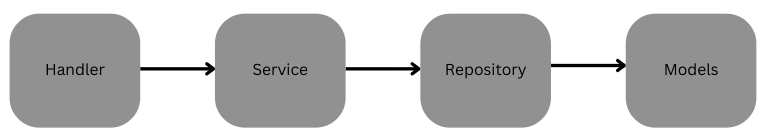 Handler
Service
Repository
Models